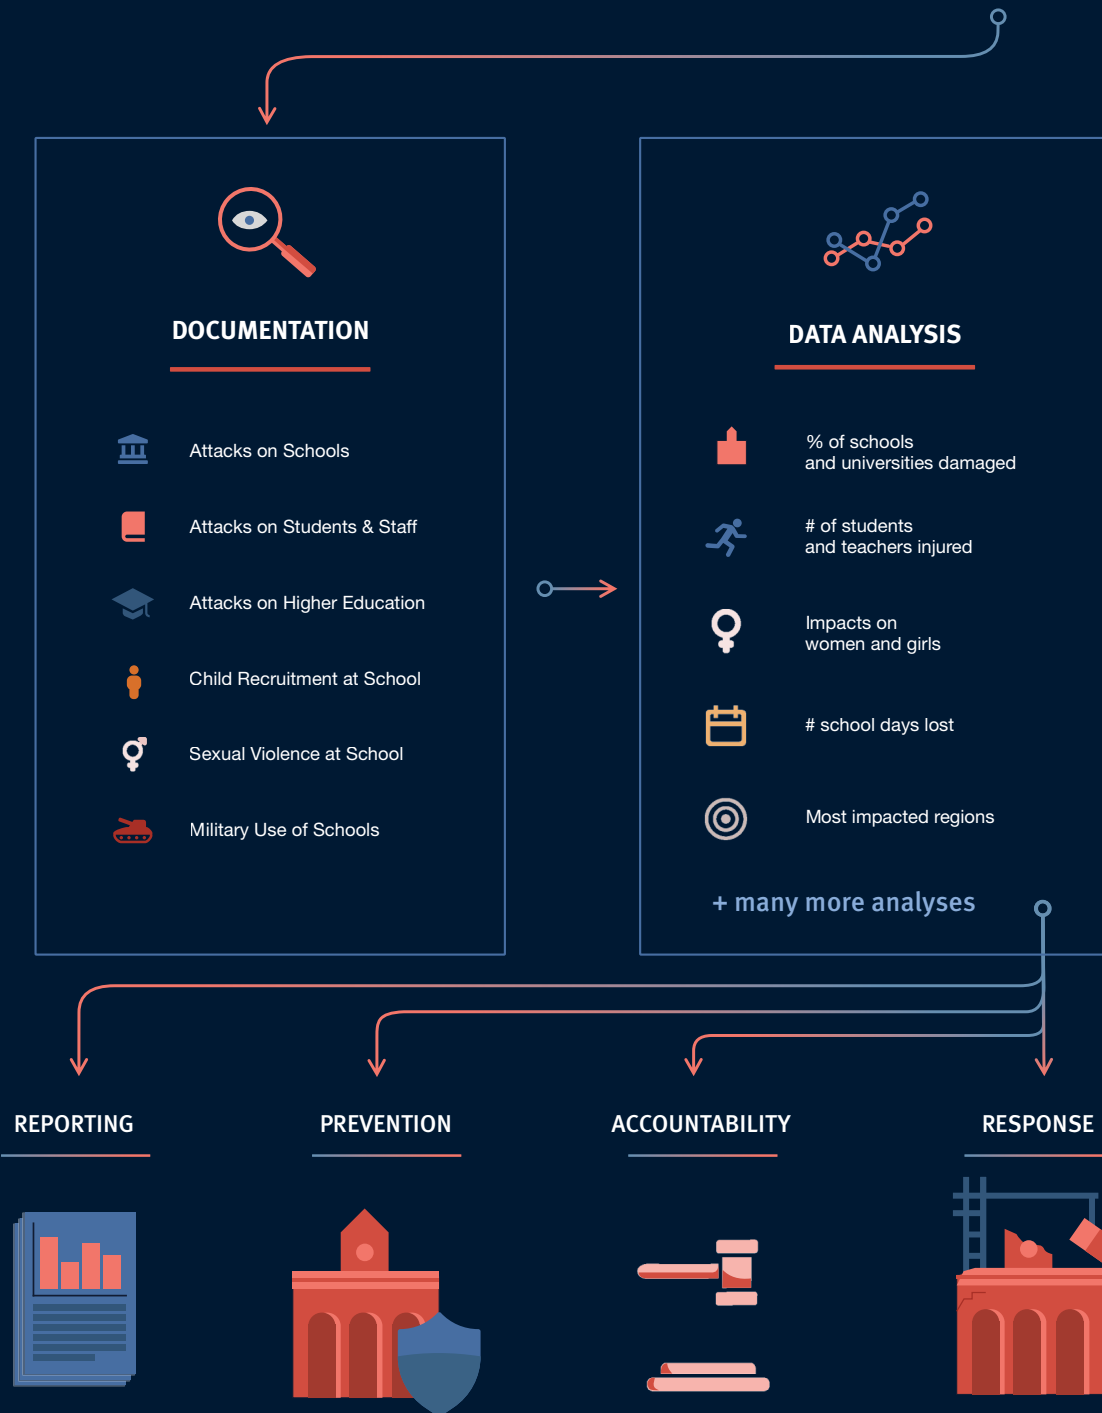 DOCUMENTATION
Attacks on Schools
Attacks on Students & Staff
Attacks on Higher Education
Child Recruitment at School
Sexual Violence at School
Military Use of Schools
DATA ANALYSIS
% of schools
and universities damaged
# of students
and teachers injured
Impacts on
women and girls
# school days lost
Most impacted regions
+ many more analyses
REPORTING
PREVENTION
ACCOUNTABILITY
RESPONSE